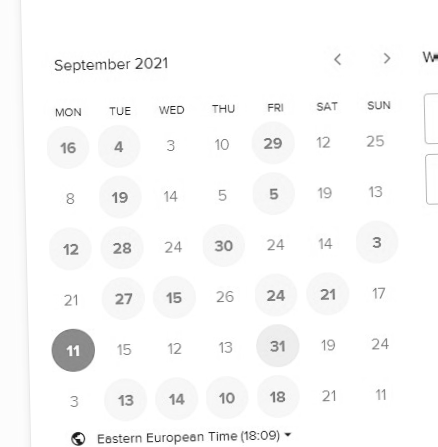 September 2021
MON TUE WED THU FRI SAT SUN
16 4 3 10 29 12 25
8 19 14 5 5 19 13
12 28 24 30 24 14 3
21 27 15 26 24 21 17
11 15 12 13 31 19 24
3 13 14 10 18 21 11
Eastern European Time (18:09)